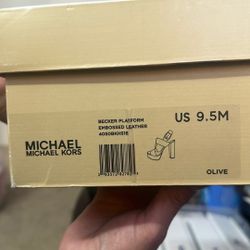 BECKER PLATFORM
EMBOSSED LEATHER
US 9.5M
MICHAEL
MICHAEL KORS
OLIVE